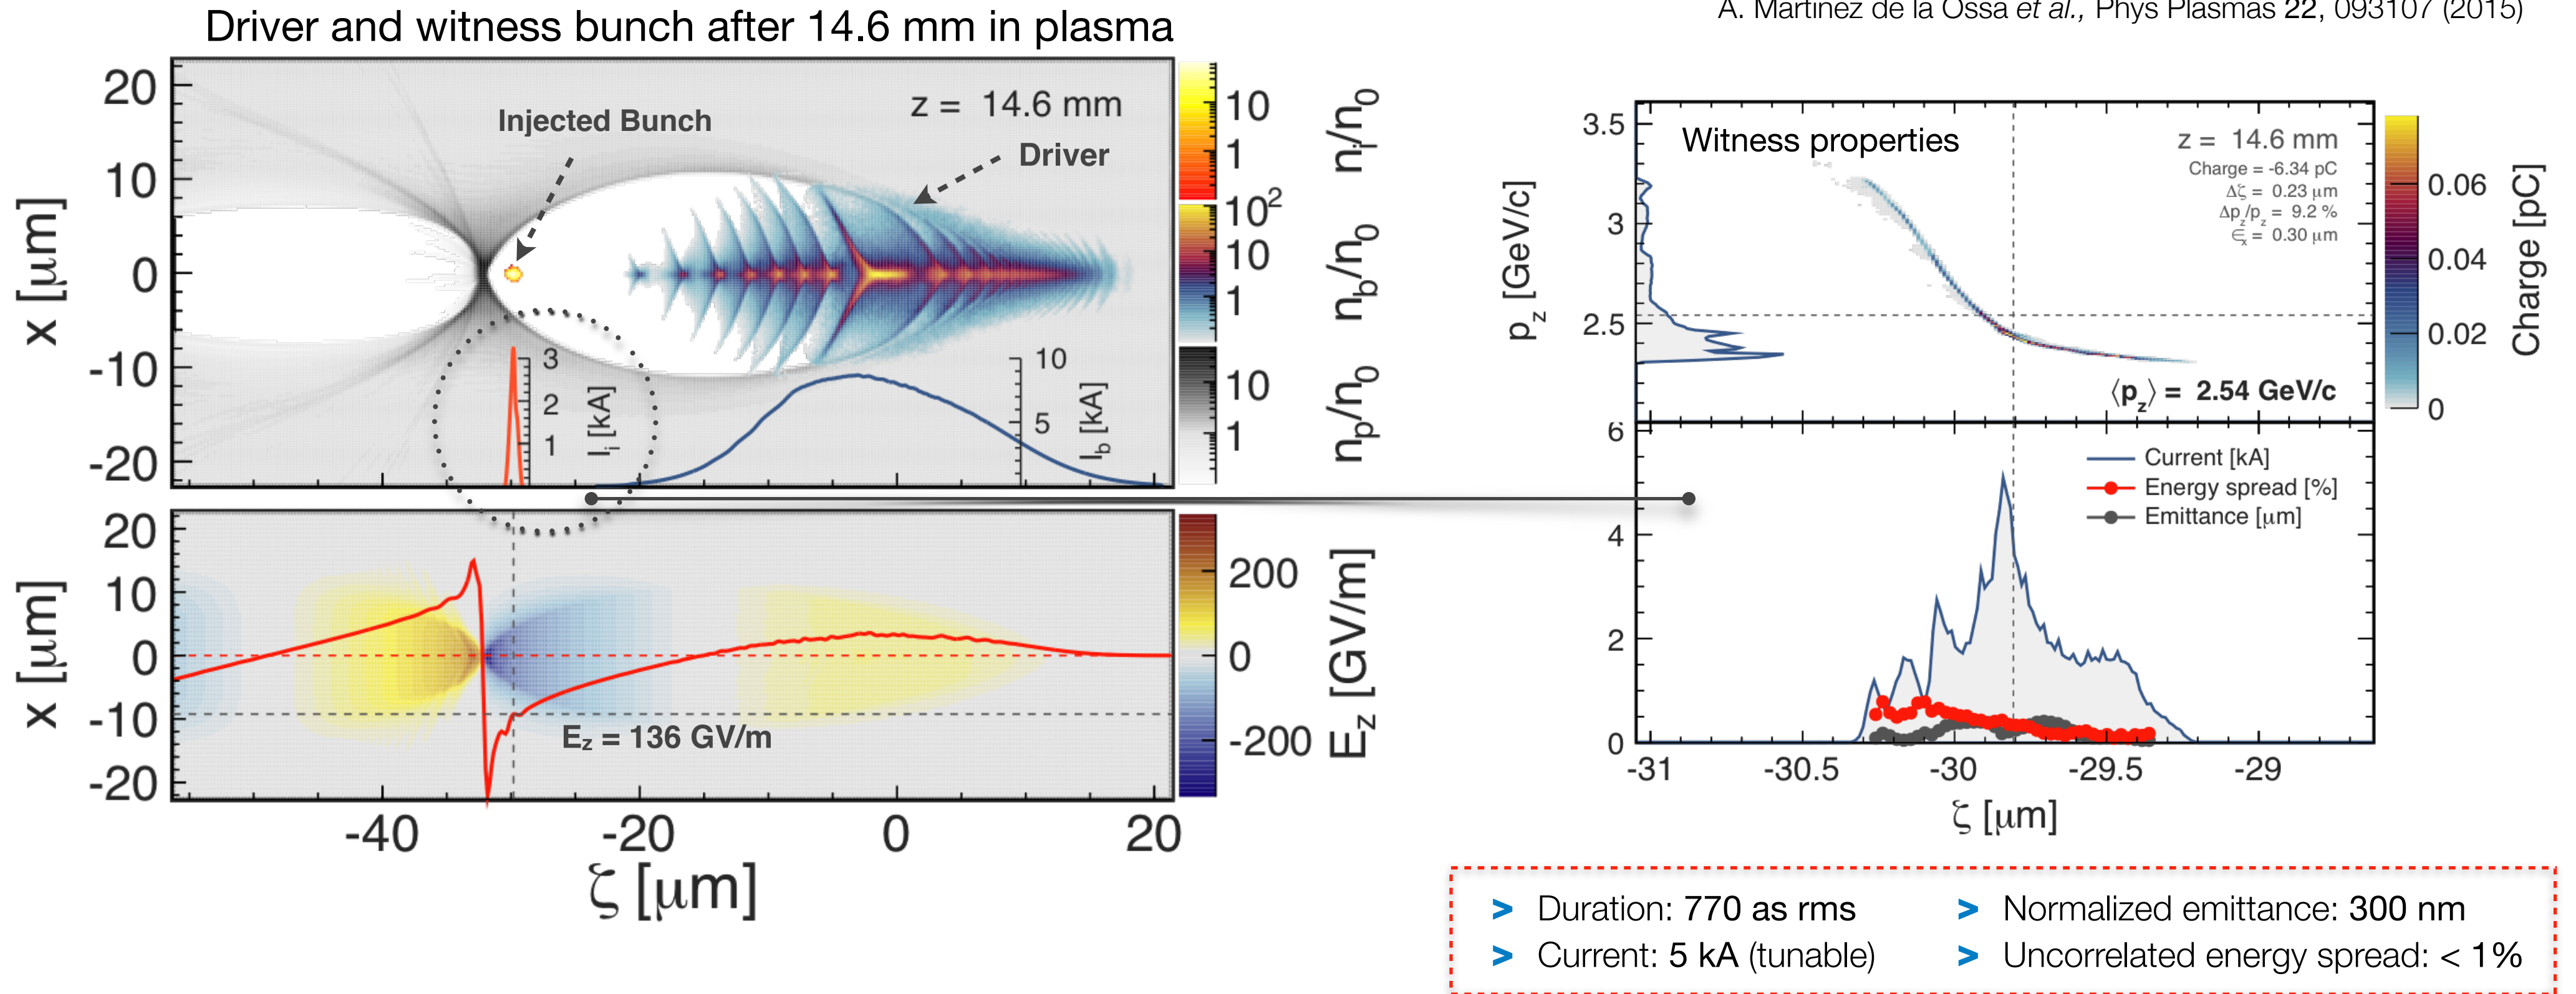 A. Martinez de la Ossa et al., Phys Plasmas 22, 093107 (2015)
Driver and witness bunch after 14.6 mm in plasma
20
10
0
-10
-20
x [μm]
Injected Bunch
z = 14.6 mm
Driver
3
2
1
I_i [kA]
10
5
I_b [kA]
10
1
n_i/n_0
10^2
10
1
n_b/n_0
10
1
n_p/n_0
20
10
0
-10
-20
x [μm]
E_z = 136 GV/m
200
0
-200
E_z [GV/m]
-40
-20
0
20
ζ [μm]
3.5
3
2.5
p_z [GeV/c]
Witness properties
z = 14.6 mm
Charge = -6.34 pC
Δζ = 0.23 μm
Δp_z/p_z = 9.2 %
∈_x = 0.30 μm
⟨p_z⟩ = 2.54 GeV/c
0.06
0.04
0.02
0
Charge [pC]
6
4
2
0
Current [kA]
Energy spread [%]
Emittance [μm]
-31
-30.5
-30
-29.5
-29
ζ [μm]
> Duration: 770 as rms
> Current: 5 kA (tunable)
> Normalized emittance: 300 nm
> Uncorrelated energy spread: < 1%